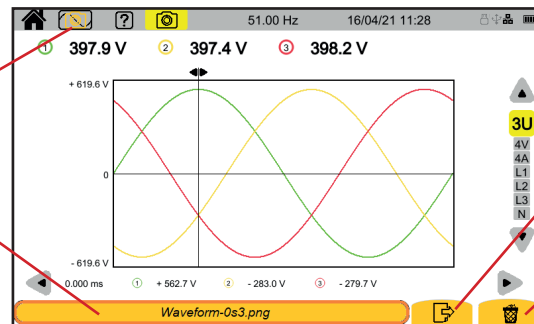 ? 51.00 Hz 16/04/21 11:28
1 397.9 V 2 397.4 V 3 398.2 V
+ 619.6 V
0
- 619.6 V
3U
4V
4A
L1
L2
L3
N
0.000 ms 1 + 562.7 V 2 - 283.0 V 3 - 279.7 V
Waveform-0s3.png